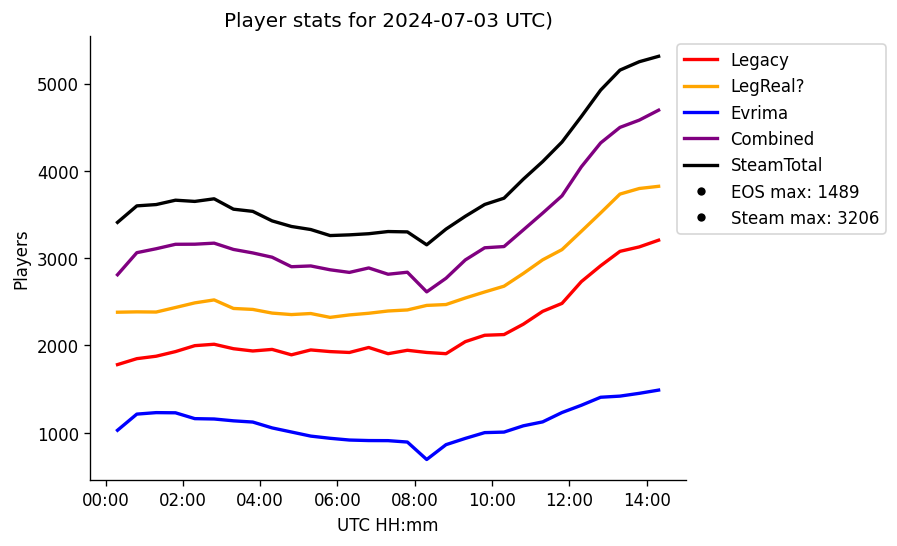 Player stats for 2024-07-03 UTC)
Players
5000
4000
3000
2000
1000
00:00 02:00 04:00 06:00 08:00 10:00 12:00 14:00
UTC HH:mm
Legacy
LegReal?
Evrima
Combined
SteamTotal
EOS max: 1489
Steam max: 3206